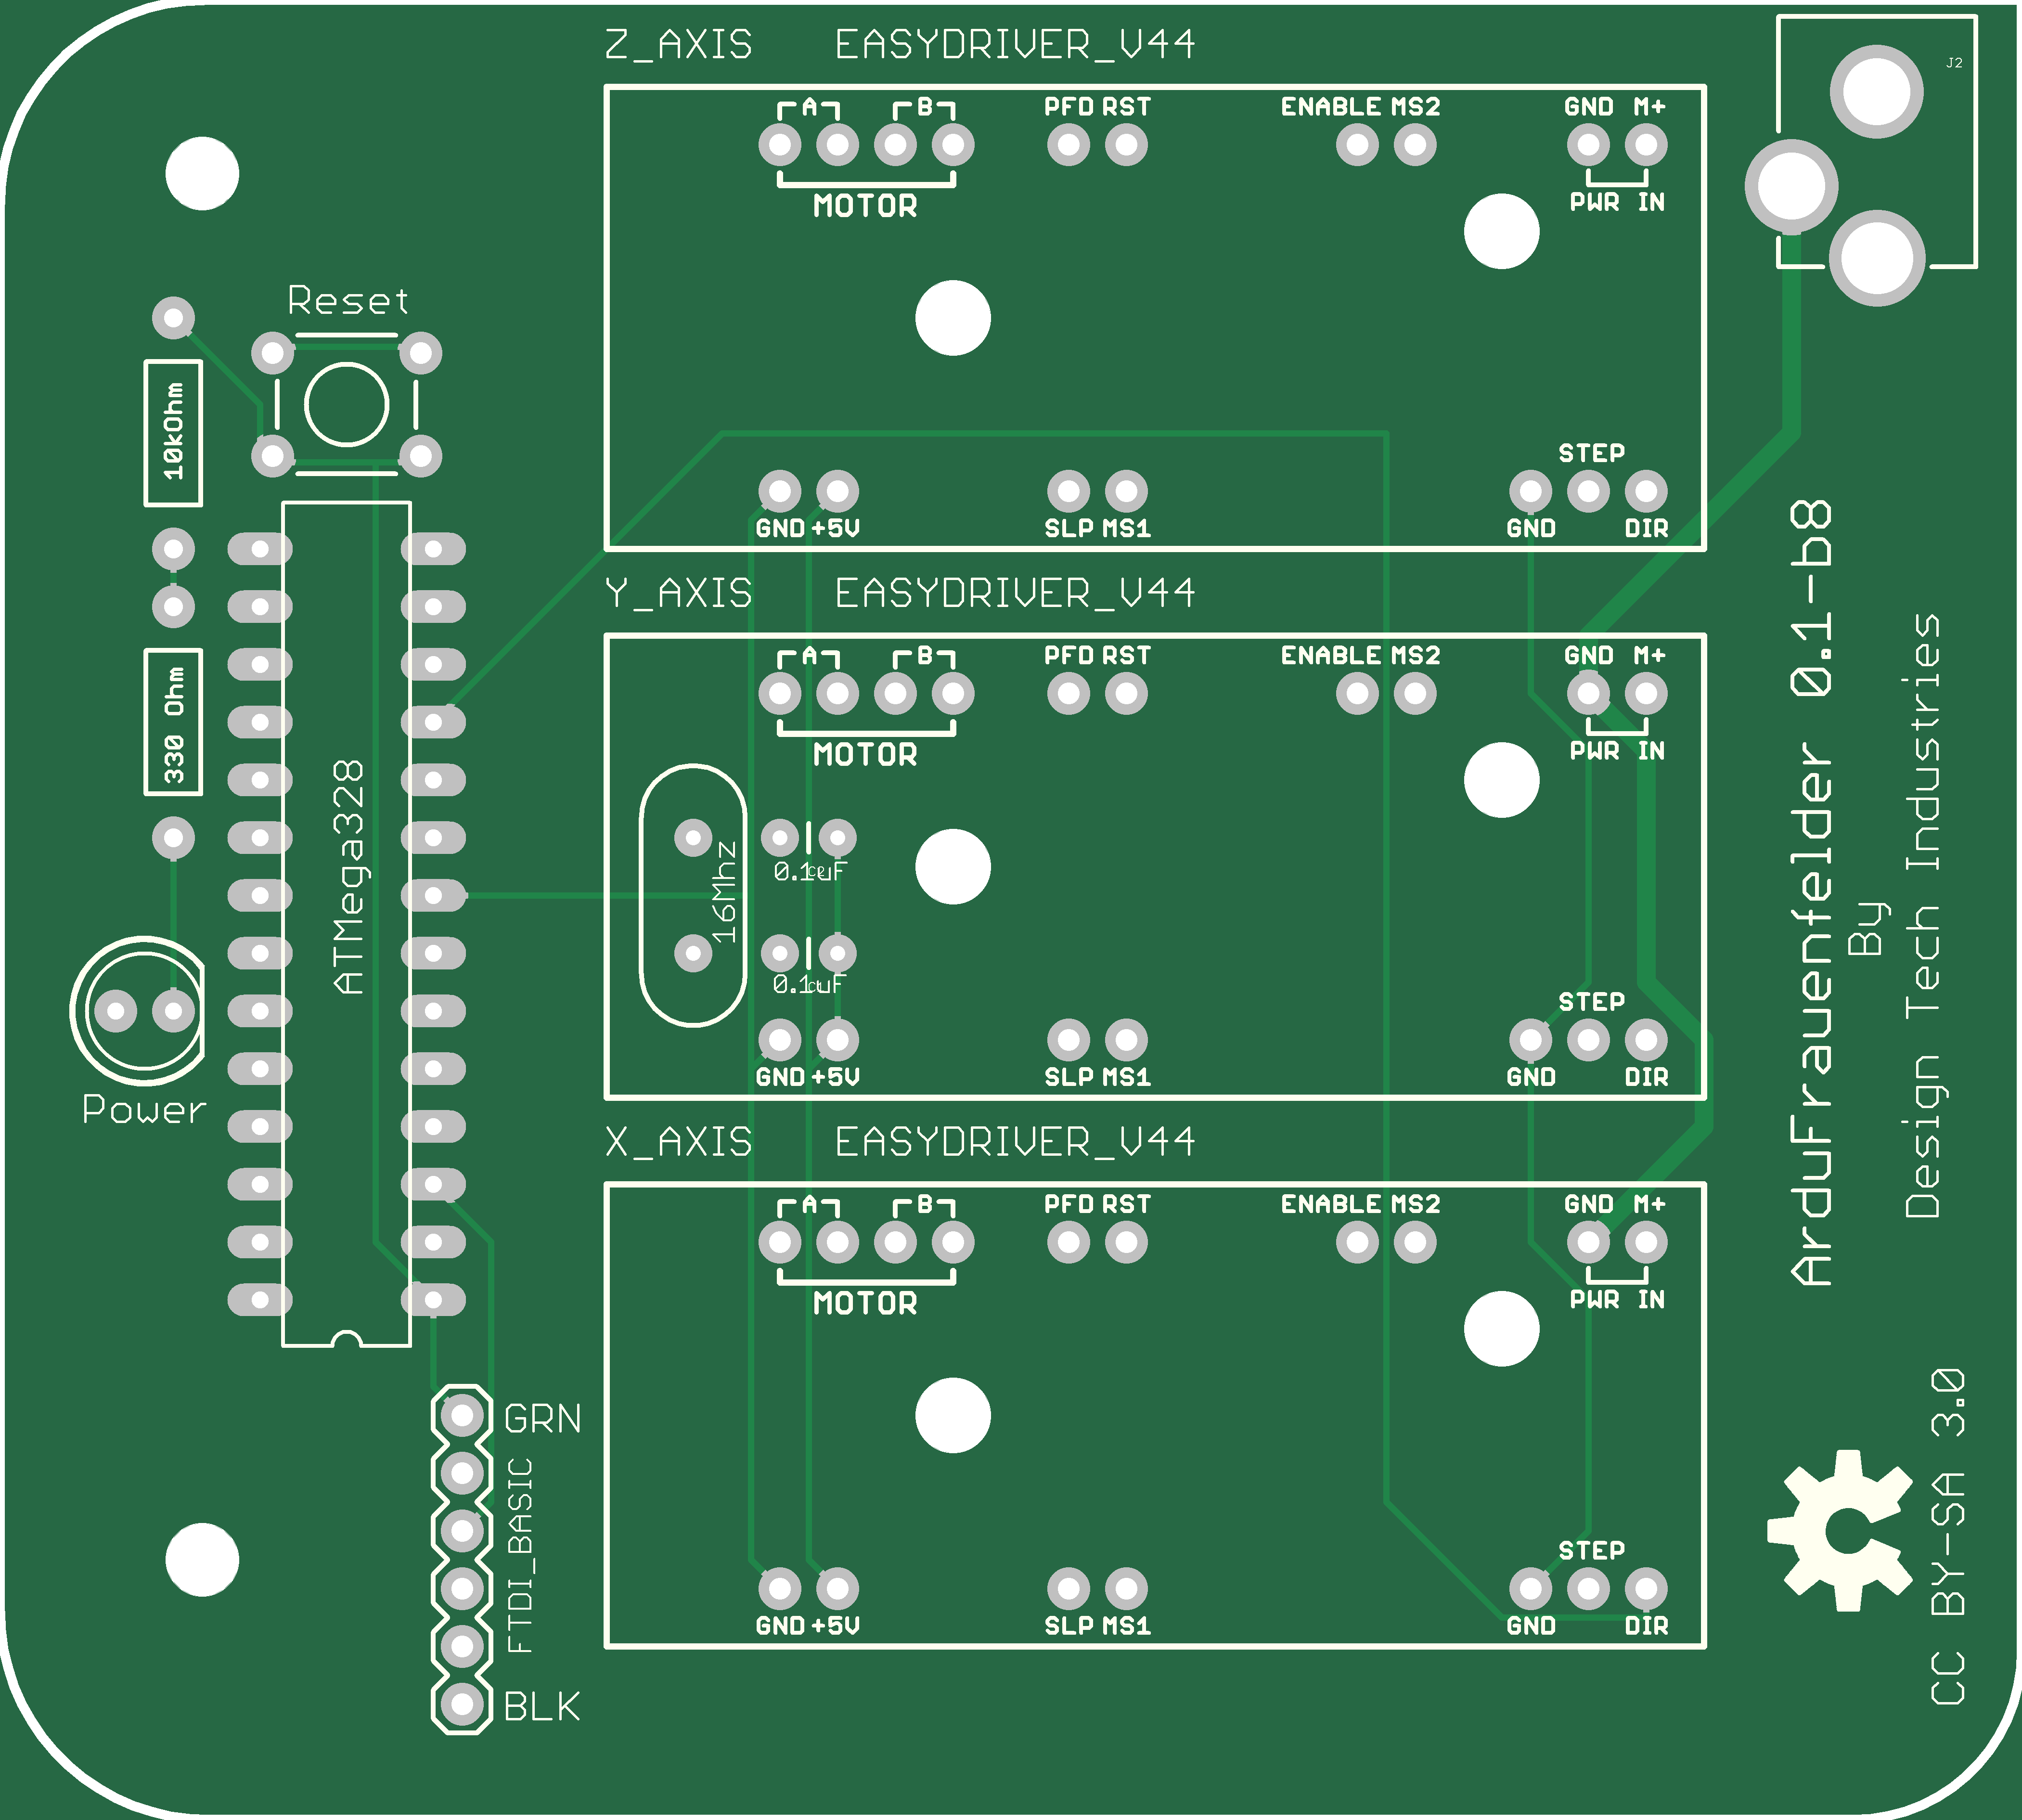 Z_AXIS EASYDRIVER_V44
J2
A B PFD RST ENABLE MS2 GND M+
MOTOR PWR IN
STEP
GND +5V SLP MS1 GND DIR
Reset
10kOhm
330 Ohm
ATMega328
Power
Y_AXIS EASYDRIVER_V44
A B PFD RST ENABLE MS2 GND M+
MOTOR PWR IN
16Mhz
0.1uF
0.1uF
STEP
GND +5V SLP MS1 GND DIR
X_AXIS EASYDRIVER_V44
A B PFD RST ENABLE MS2 GND M+
MOTOR PWR IN
STEP
GND +5V SLP MS1 GND DIR
GRN
FTDI_BASIC
BLK
ArduFrauenfelder 0.1-b8
By
Design Tech Industries
CC BY-SA 3.0